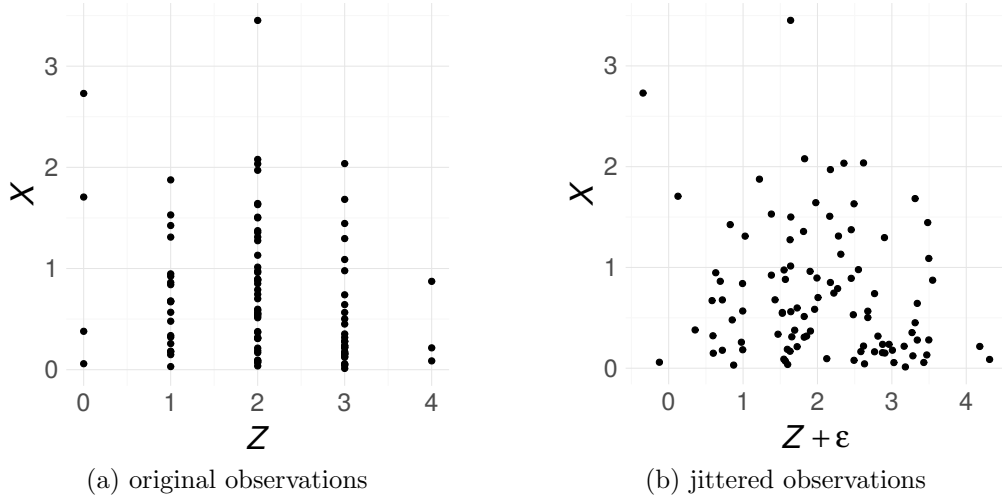 3
2
1
0
X
0 1 2 3 4
Z
(a) original observations
3
2
1
0
X
0 1 2 3 4
Z + ε
(b) jittered observations